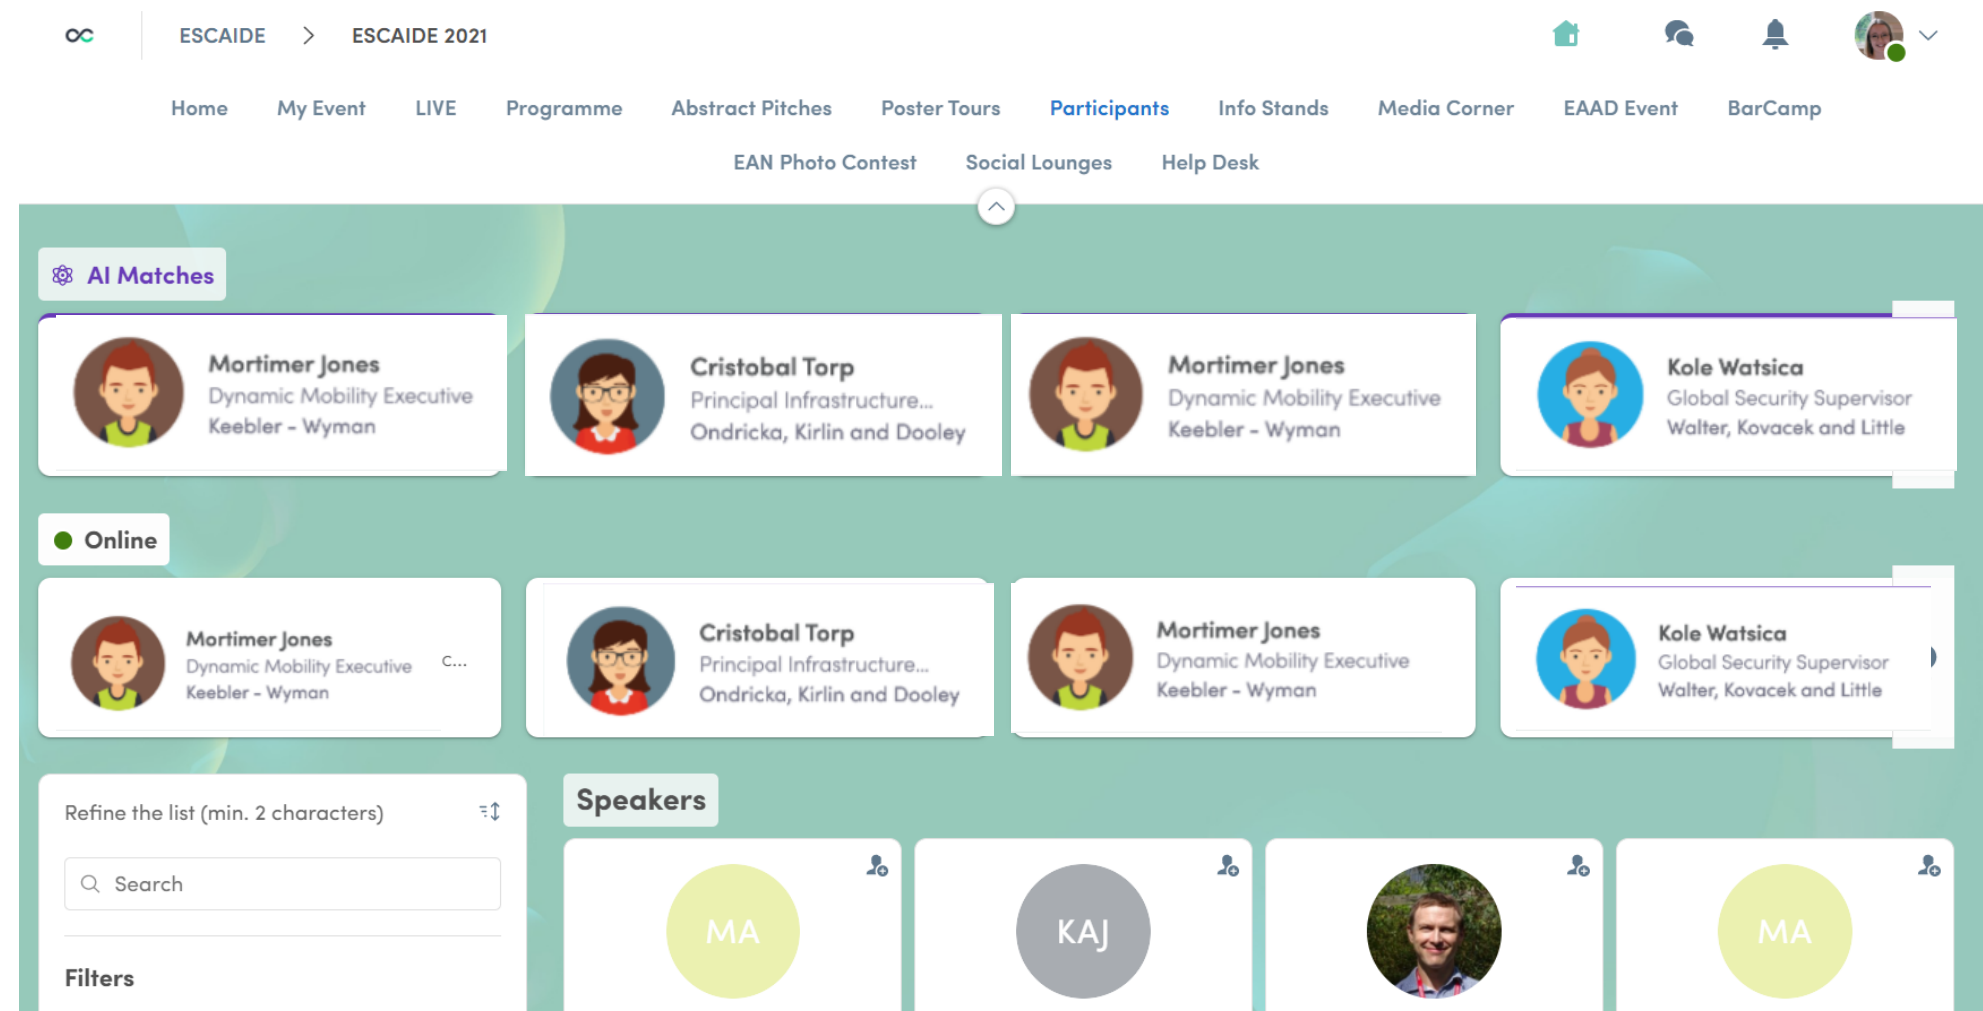 ESCAIDE > ESCAIDE 2021
Home My Event LIVE Programme Abstract Pitches Poster Tours Participants Info Stands Media Corner EAAD Event BarCamp
EAN Photo Contest Social Lounges Help Desk
AI Matches
Mortimer Jones
Dynamic Mobility Executive
Keebler - Wyman
Cristobal Torp
Principal Infrastructure...
Ondricka, Kirlin and Dooley
Mortimer Jones
Dynamic Mobility Executive
Keebler - Wyman
Kole Watsica
Global Security Supervisor
Walter, Kovacek and Little
Online
Mortimer Jones
Dynamic Mobility Executive
Keebler - Wyman
C...
Cristobal Torp
Principal Infrastructure...
Ondricka, Kirlin and Dooley
Mortimer Jones
Dynamic Mobility Executive
Keebler - Wyman
Kole Watsica
Global Security Supervisor
Walter, Kovacek and Little
Refine the list (min. 2 characters)
Search
Filters
Speakers
MA
KAJ
MA